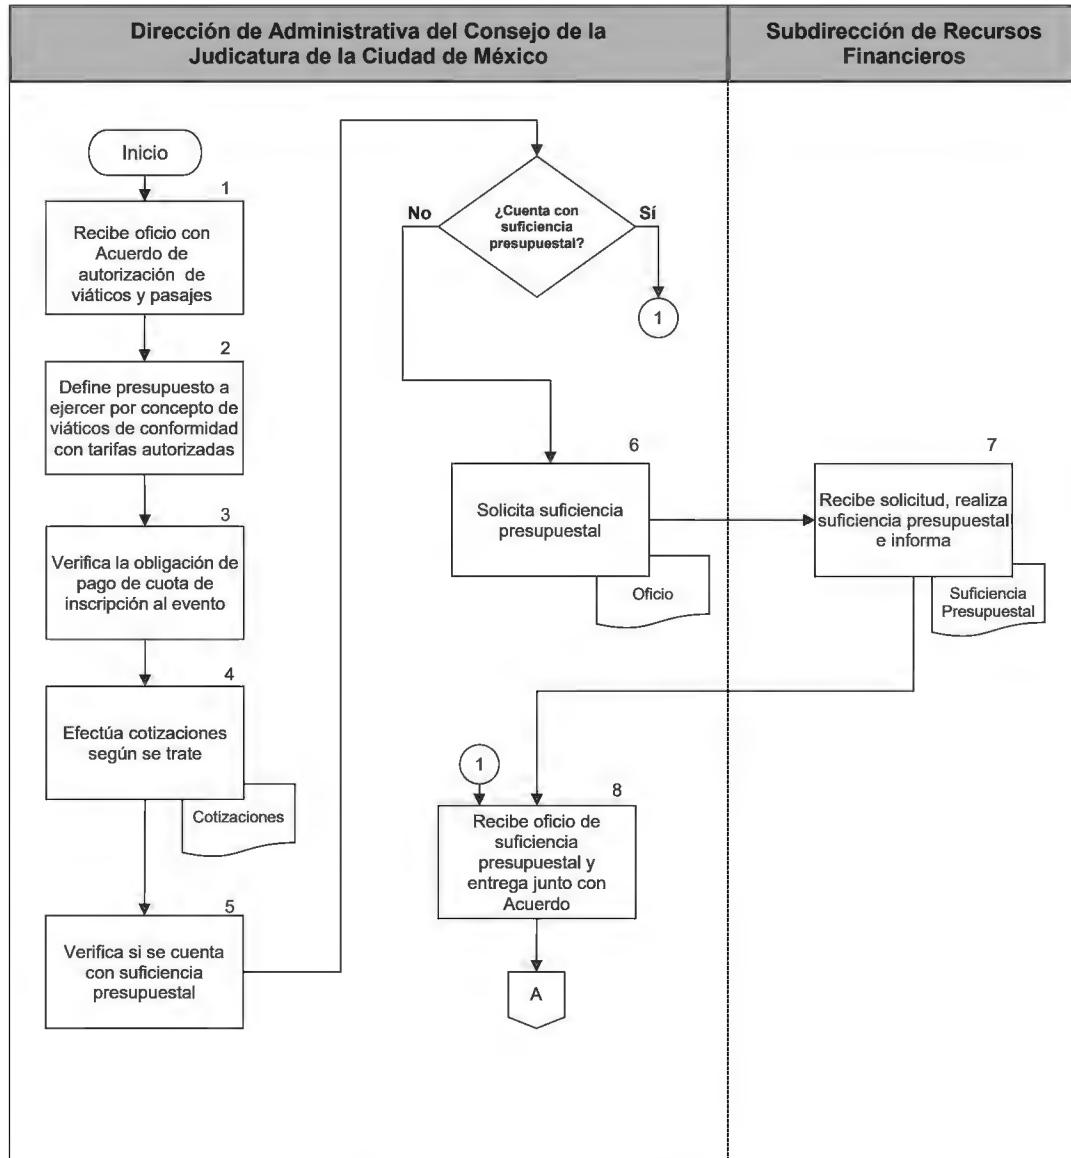 Dirección de Administrativa del Consejo de la
Judicatura de la Ciudad de México
Subdirección de Recursos
Financieros
Inicio
1
Recibe oficio con
Acuerdo de
autorización de
viáticos y pasajes
2
Define presupuesto a
ejercer por concepto de
viáticos de conformidad
con tarifas autorizadas
3
Verifica la obligación de
pago de cuota de
inscripción al evento
4
Efectúa cotizaciones
según se trate
Cotizaciones
5
Verifica si se cuenta
con suficiencia
presupuestal
¿Cuenta con
suficiencia
presupuestal?
No
Sí
1
6
Solicita suficiencia
presupuestal
Oficio
7
Recibe solicitud, realiza
suficiencia presupuestal
e informa
Suficiencia
Presupuestal
1
8
Recibe oficio de
suficiencia
presupuestal y
entrega junto con
Acuerdo
A